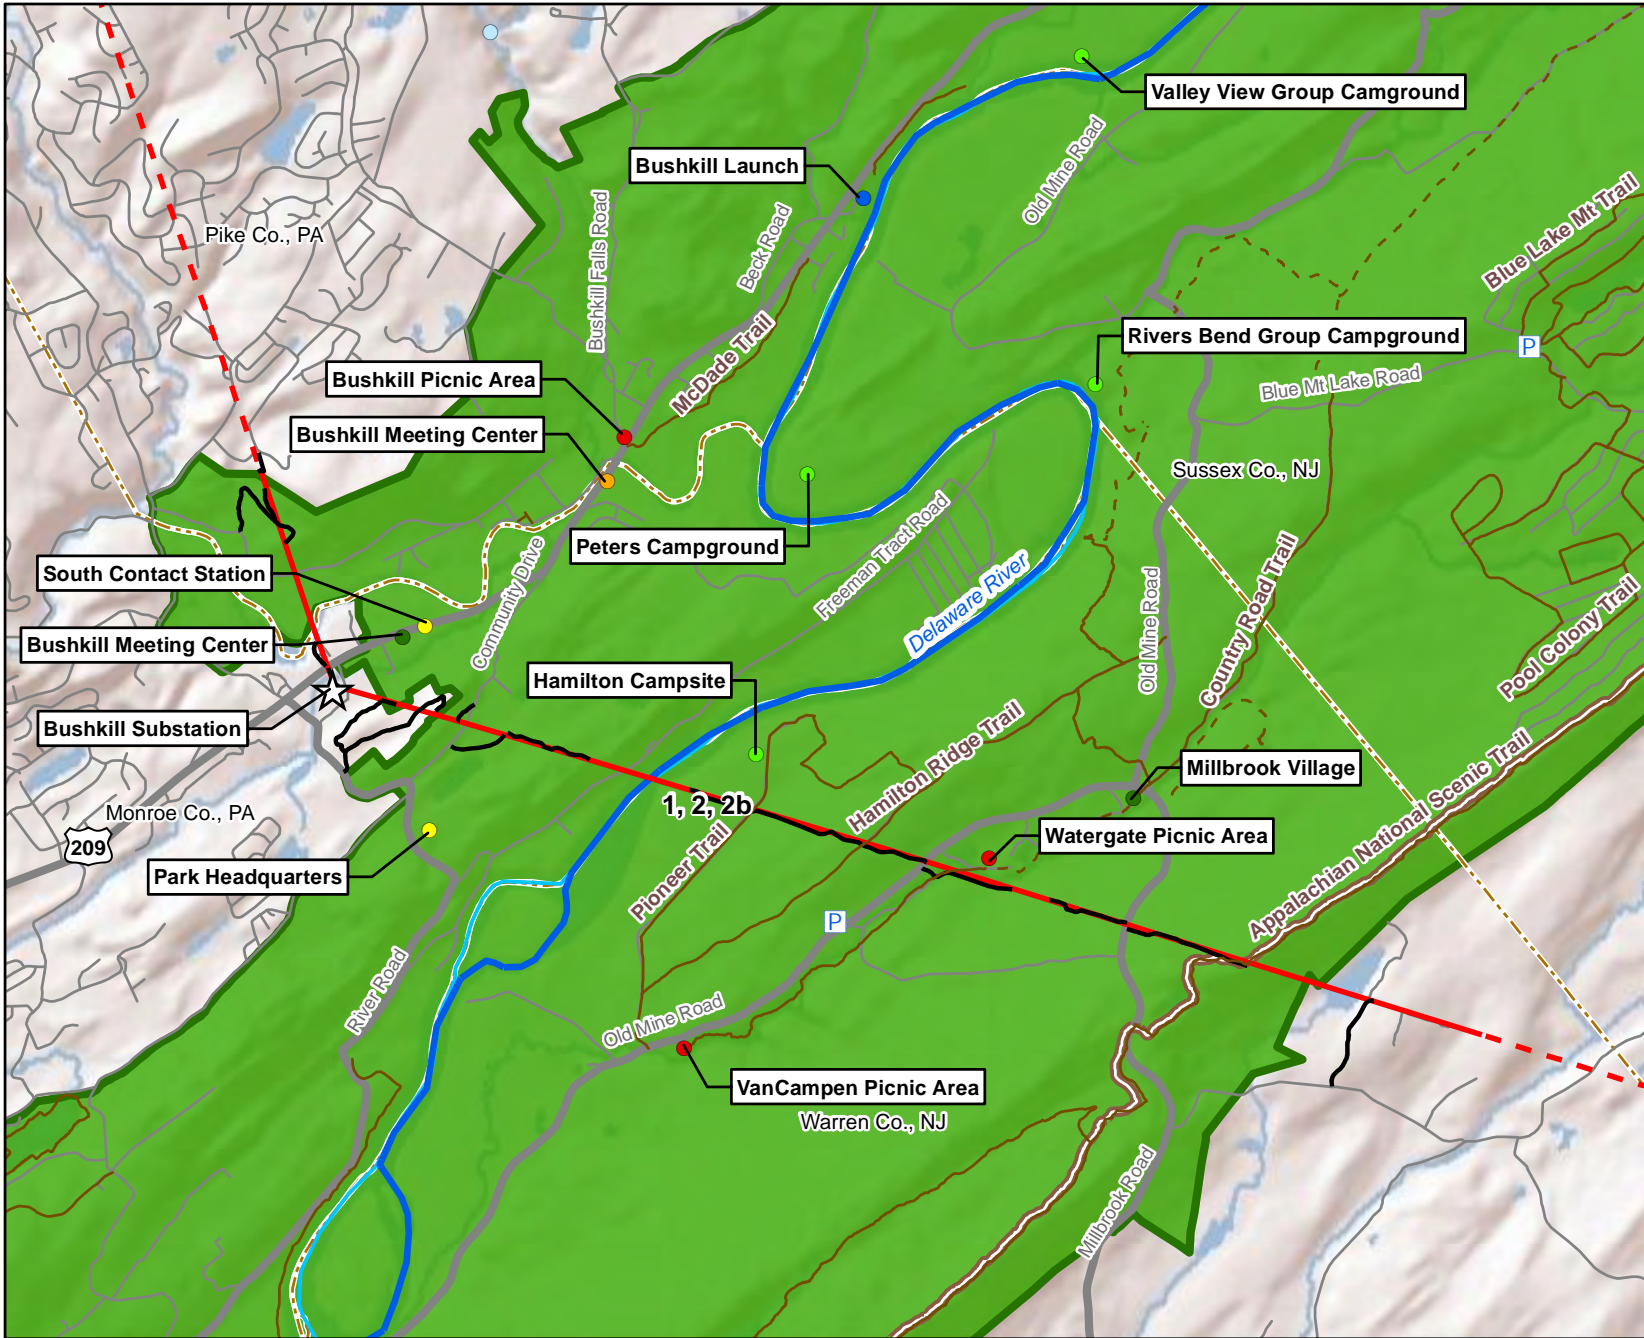 Valley View Group Camground
Bushkill Launch
Old Mine Road
Blue Lake Mt Trail
Pike Co., PA
Bushkill Falls Road
Beck Road
McDade Trail
Rivers Bend Group Campground
P
Bushkill Picnic Area
Blue Mt Lake Road
Bushkill Meeting Center
Sussex Co., NJ
Peters Campground
Freeman Tract Road
South Contact Station
Community Drive
Delaware River
Old Mine Road
Country Road Trail
Pool Colony Trail
Bushkill Meeting Center
Hamilton Campsite
Bushkill Substation
Hamilton Ridge Trail
Millbrook Village
Monroe Co., PA
1, 2, 2b
Appalachian National Scenic Trail
209
Watergate Picnic Area
Park Headquarters
Pioneer Trail
P
River Road
Old Mine Road
VanCampen Picnic Area
Warren Co., NJ
Millbrook Road